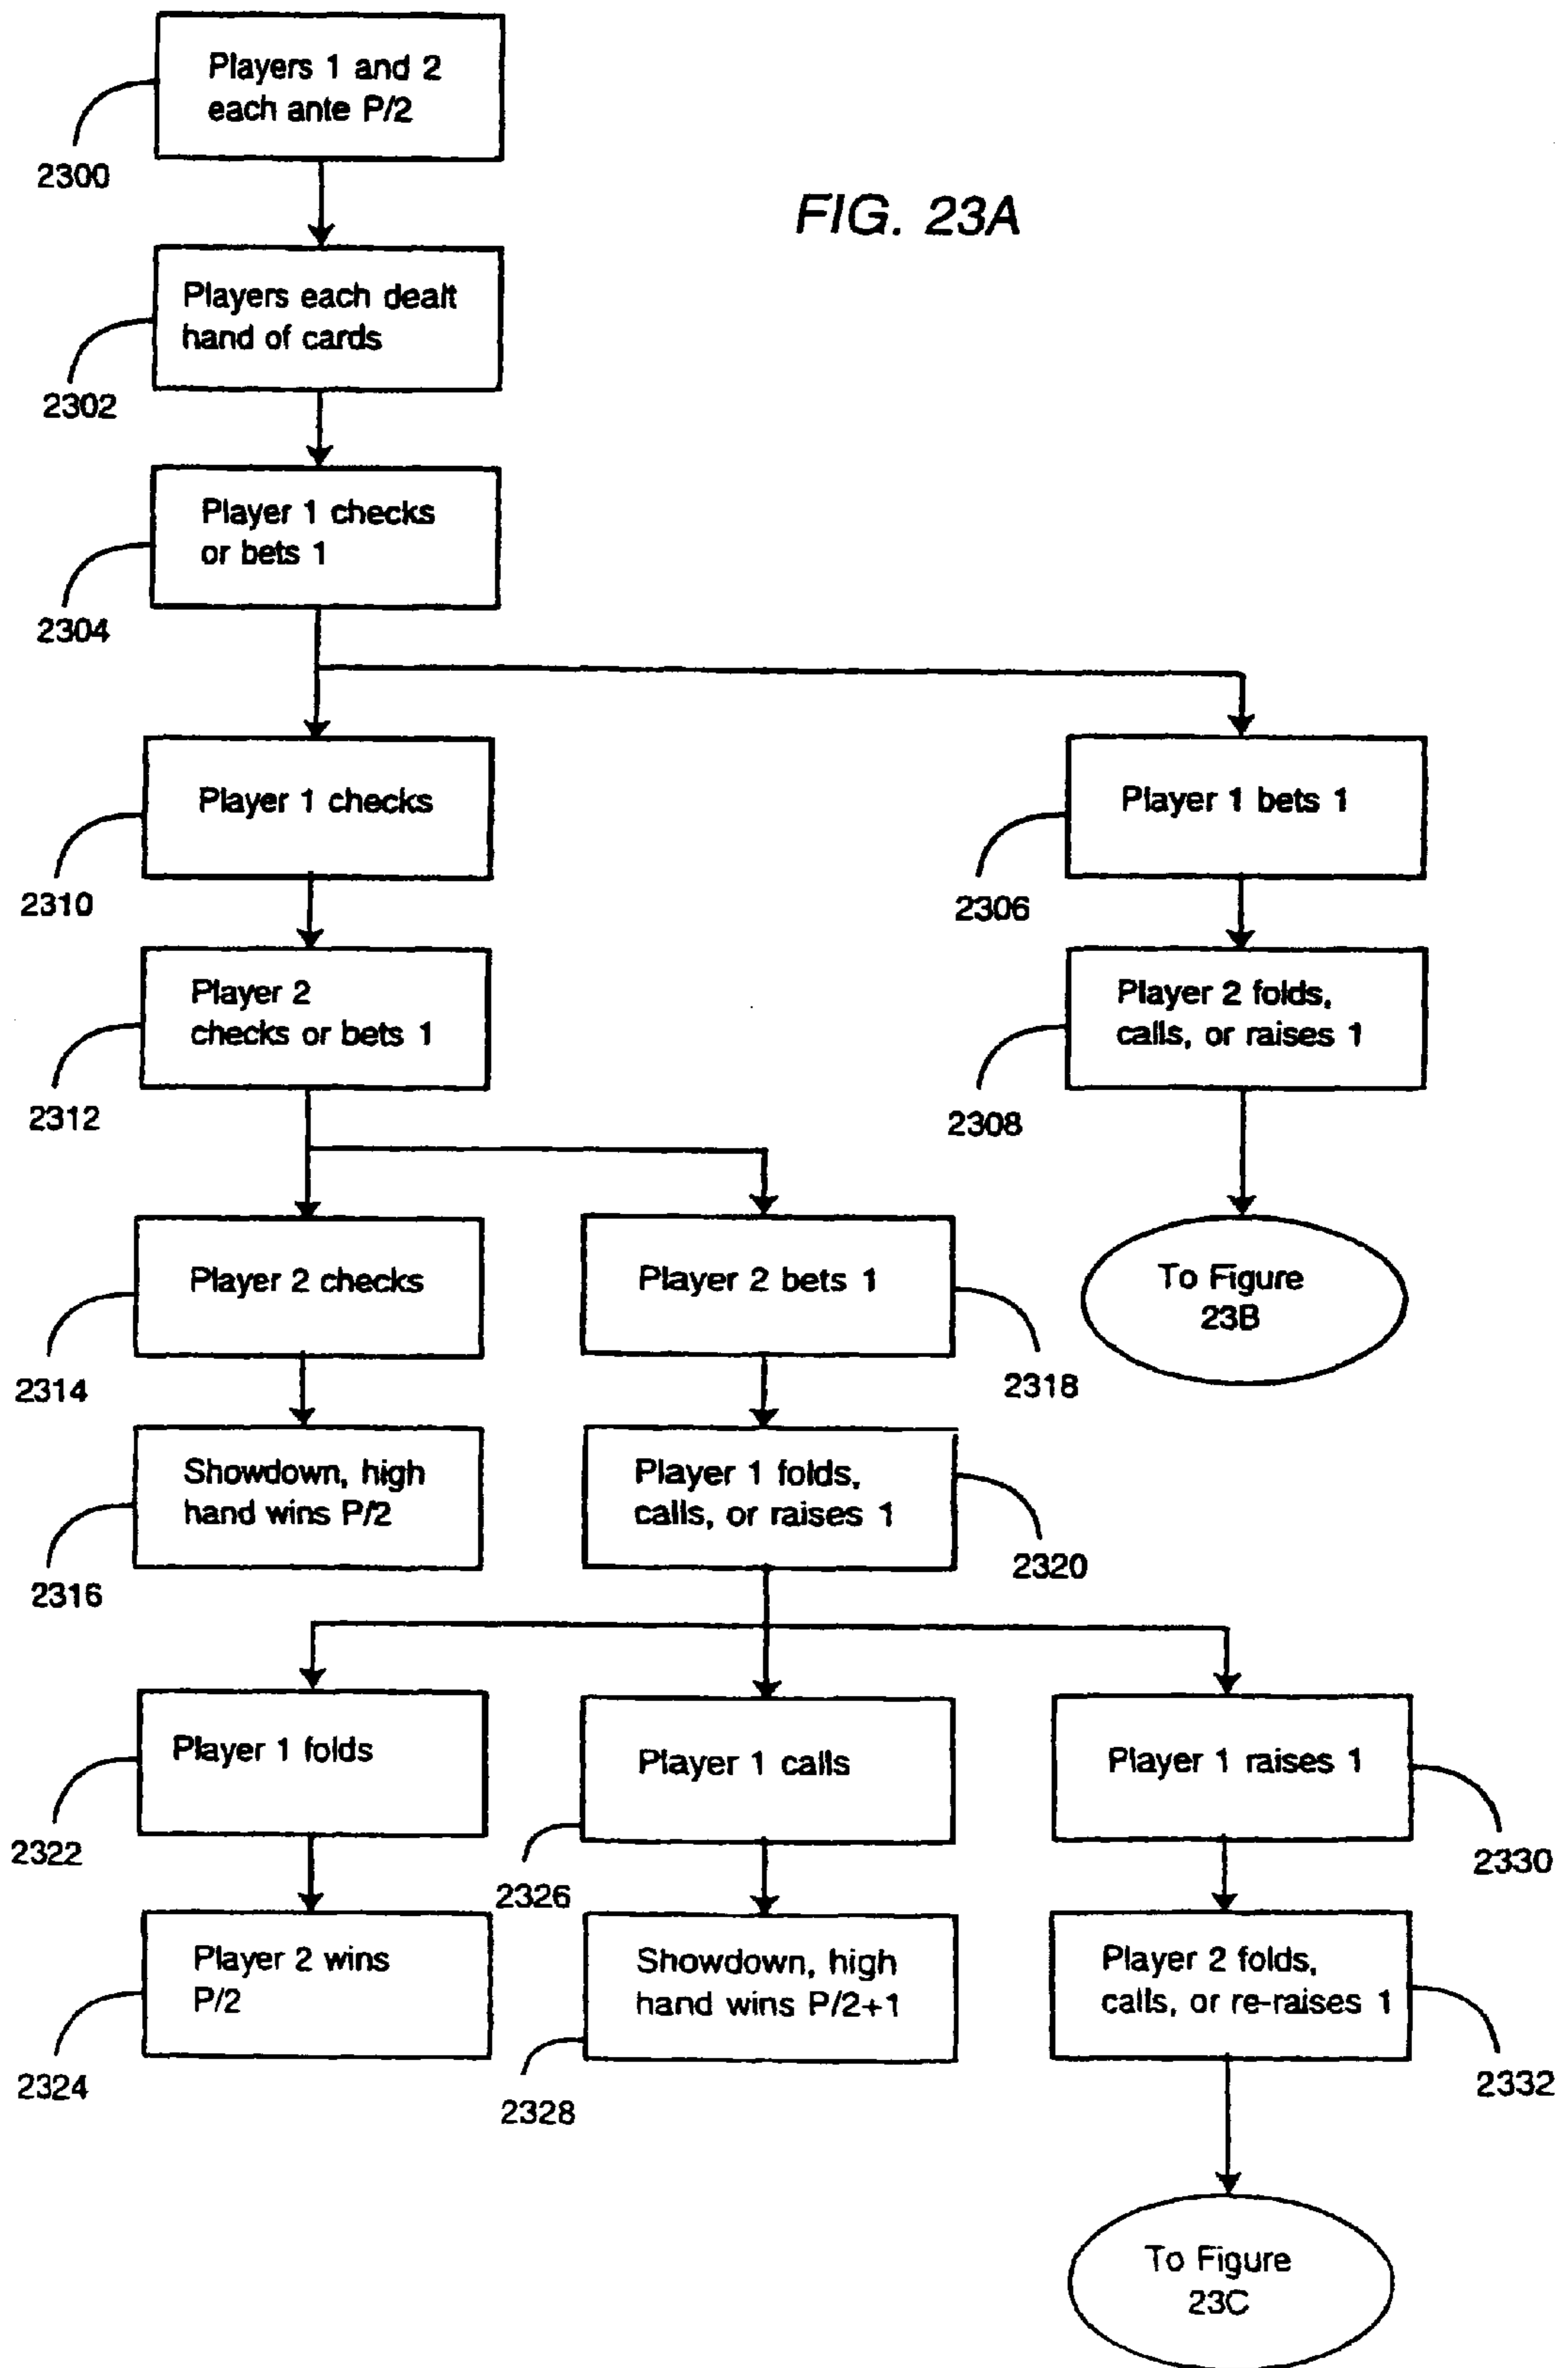 Players 1 and 2
each ante P/2
2300
FIG. 23A
Players each dealt
hand of cards
2302
Player 1 checks
or bets 1
2304
Player 1 checks
2310
Player 1 bets 1
2306
Player 2
checks or bets 1
2312
Player 2 folds,
calls, or raises 1
2308
Player 2 checks
2314
Player 2 bets 1
2318
To Figure
23B
Showdown, high
hand wins P/2
2316
Player 1 folds,
calls, or raises 1
2320
Player 1 folds
2322
Player 1 calls
2326
Player 1 raises 1
2330
Player 2 wins
P/2
2324
Showdown, high
hand wins P/2+1
2328
Player 2 folds,
calls, or re-raises 1
2332
To Figure
23C